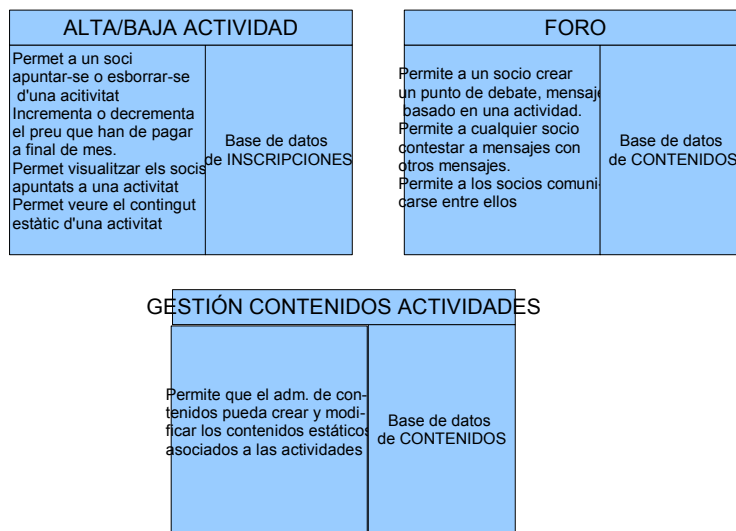 ALTA/BAJA ACTIVIDAD
Permet a un soci
apuntar-se o esborrar-se
d'una acitivitat
Incrementa o decrementa
el preu que han de pagar
a final de mes.
Permet visualitzar els socis
apuntats a una activitat
Permet veure el contingut
estàtic d'una activitat
Base de datos
de INSCRIPCIONES
FORO
Permite a un socio crear
un punto de debate, mensaje
basado en una actividad.
Permite a cualquier socio
contestar a mensajes con
otros mensajes.
Permite a los socios comuni-
carse entre ellos
Base de datos
de CONTENIDOS
GESTIÓN CONTENIDOS ACTIVIDADES
Permite que el adm. de con-
tenidos pueda crear y modi-
ficar los contenidos estáticos
asociados a las actividades
Base de datos
de CONTENIDOS